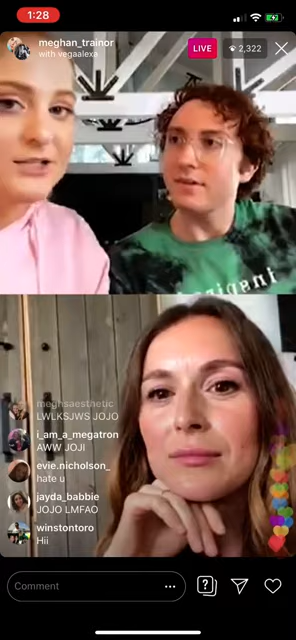 1:28
meghan_trainor
with vegaalexa
LIVE
2,322
meghsaesthetic
LWLKSJWS JOJO
i_am_a_megatron
AWW JOJI
evie.nicholson_
hate u
jayda_babbie
JOJO LMFAO
winstontoro
Hii
Comment